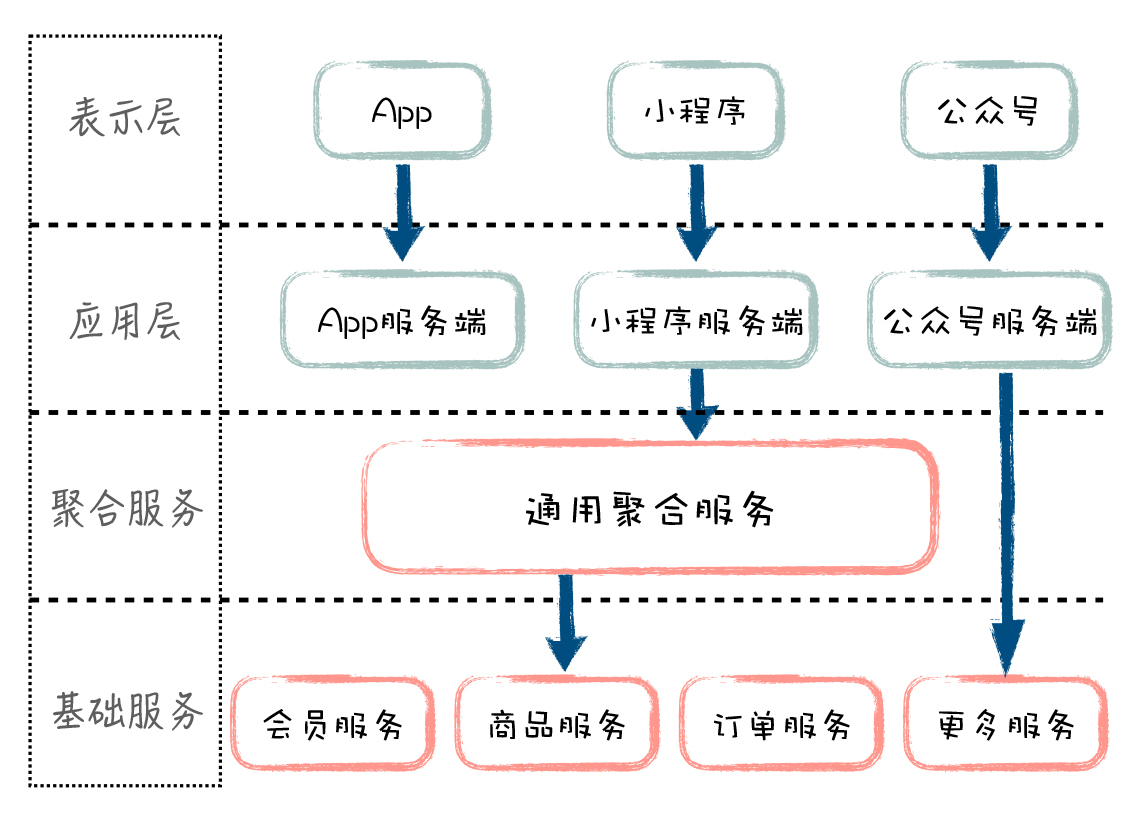 表示层
App
小程序
公众号
应用层
App服务端
小程序服务端
公众号服务端
聚合服务
通用聚合服务
基础服务
会员服务
商品服务
订单服务
更多服务